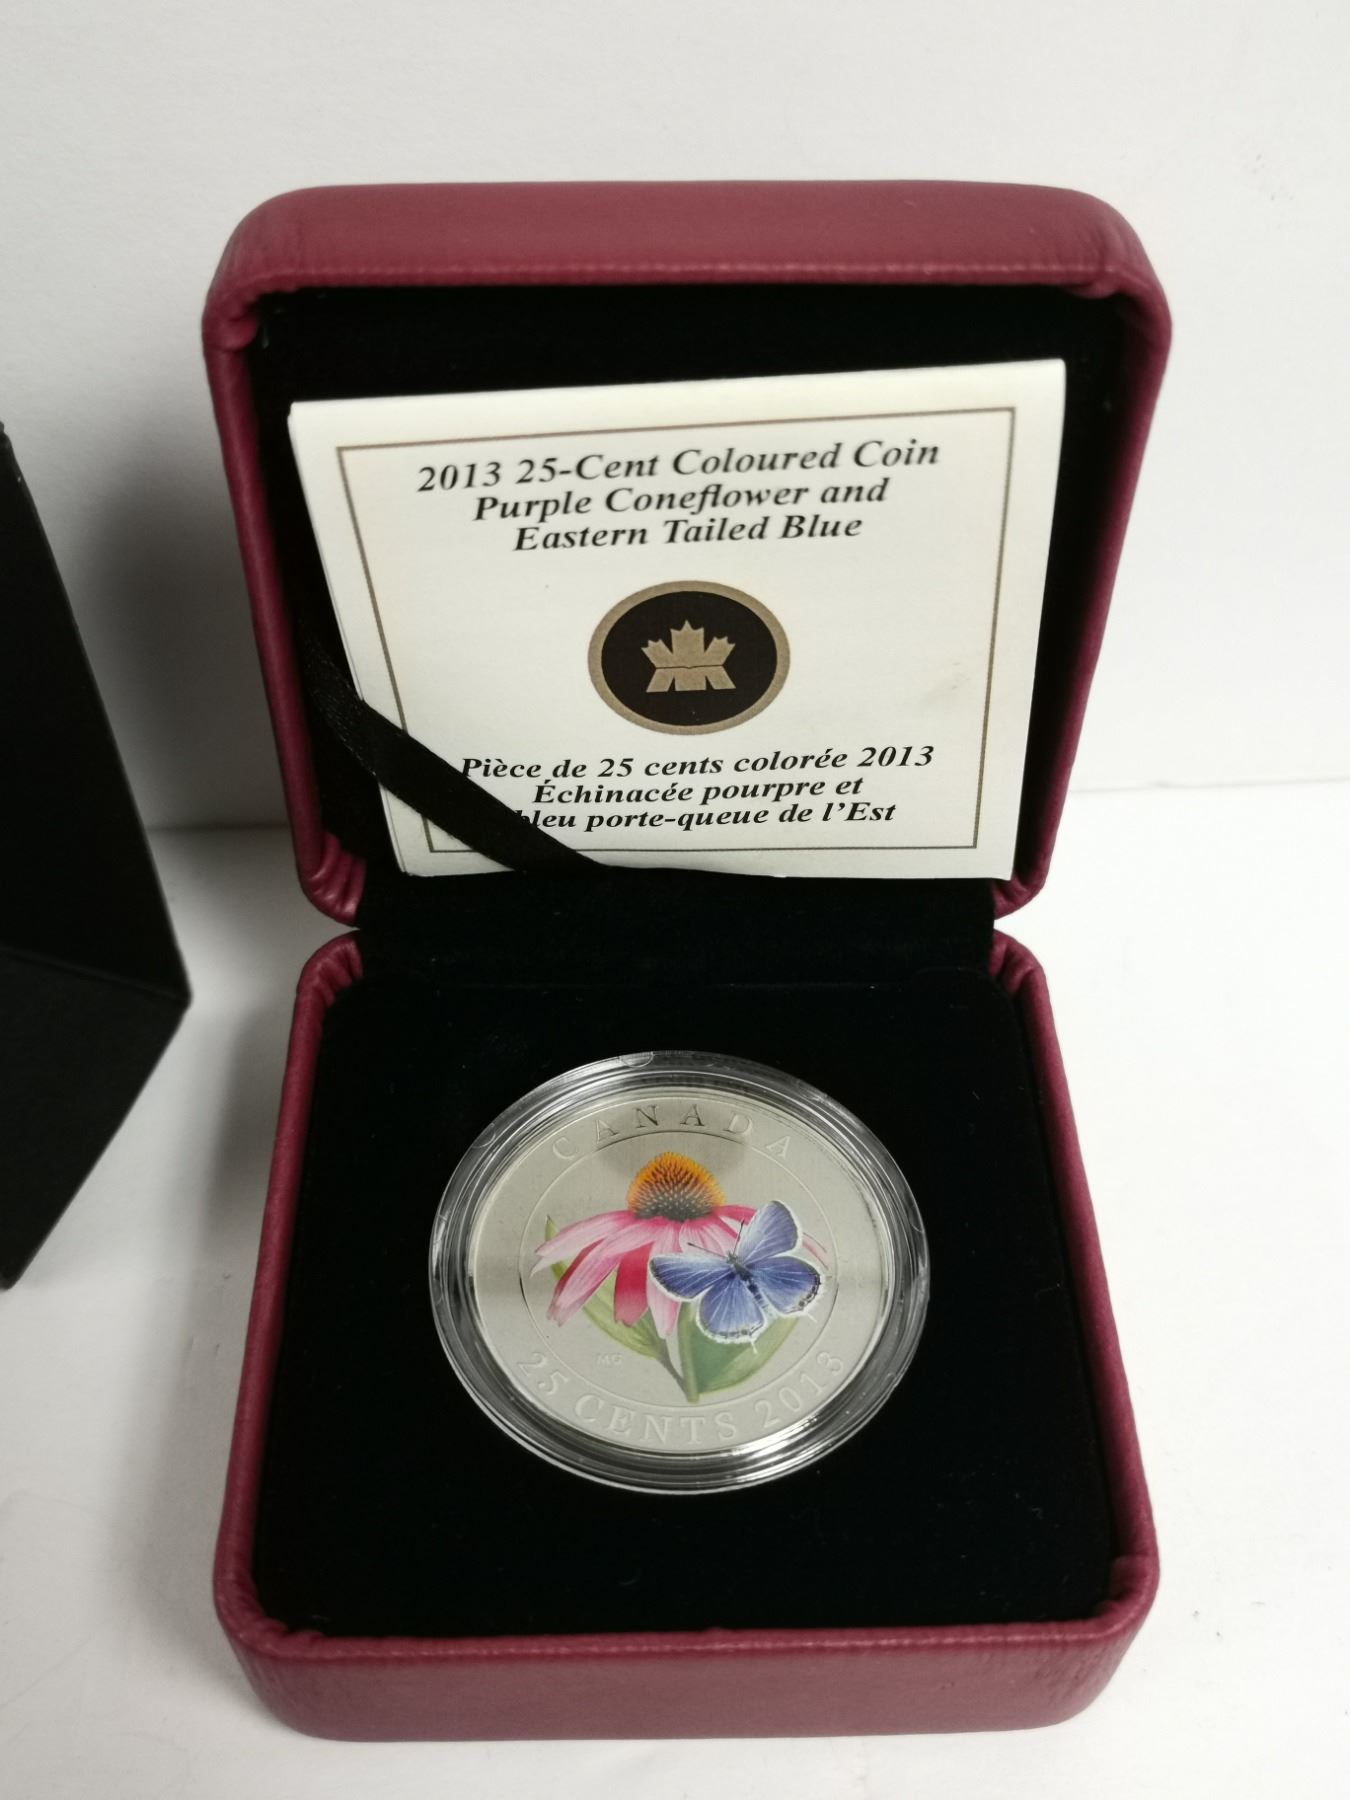 2013 25-Cent Coloured Coin
Purple Coneflower and
Eastern Tailed Blue
Pièce de 25 cents colorée 2013
Échinacée pourpre et
bleu porte-queue de l'Est
CANADA
MG
25 CENTS 2013